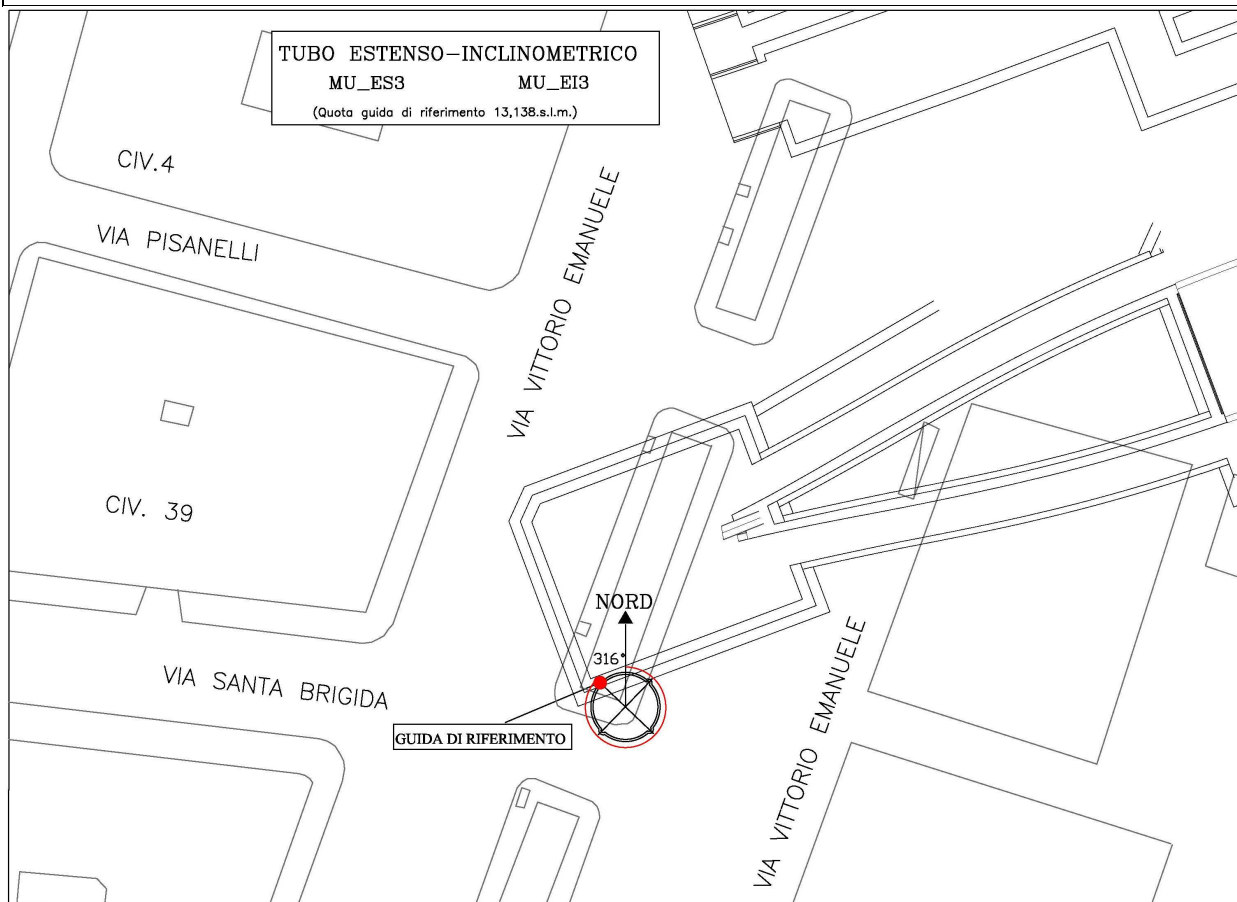 TUBO ESTENSO-INCLINOMETRICO
MU_ES3 MU_EI3
(Quota guida di riferimento 13,138.s.l.m.)
CIV.4
VIA PISANELLI
VIA VITTORIO EMANUELE
CIV. 39
NORD
316°
VIA SANTA BRIGIDA
GUIDA DI RIFERIMENTO
VIA VITTORIO EMANUELE